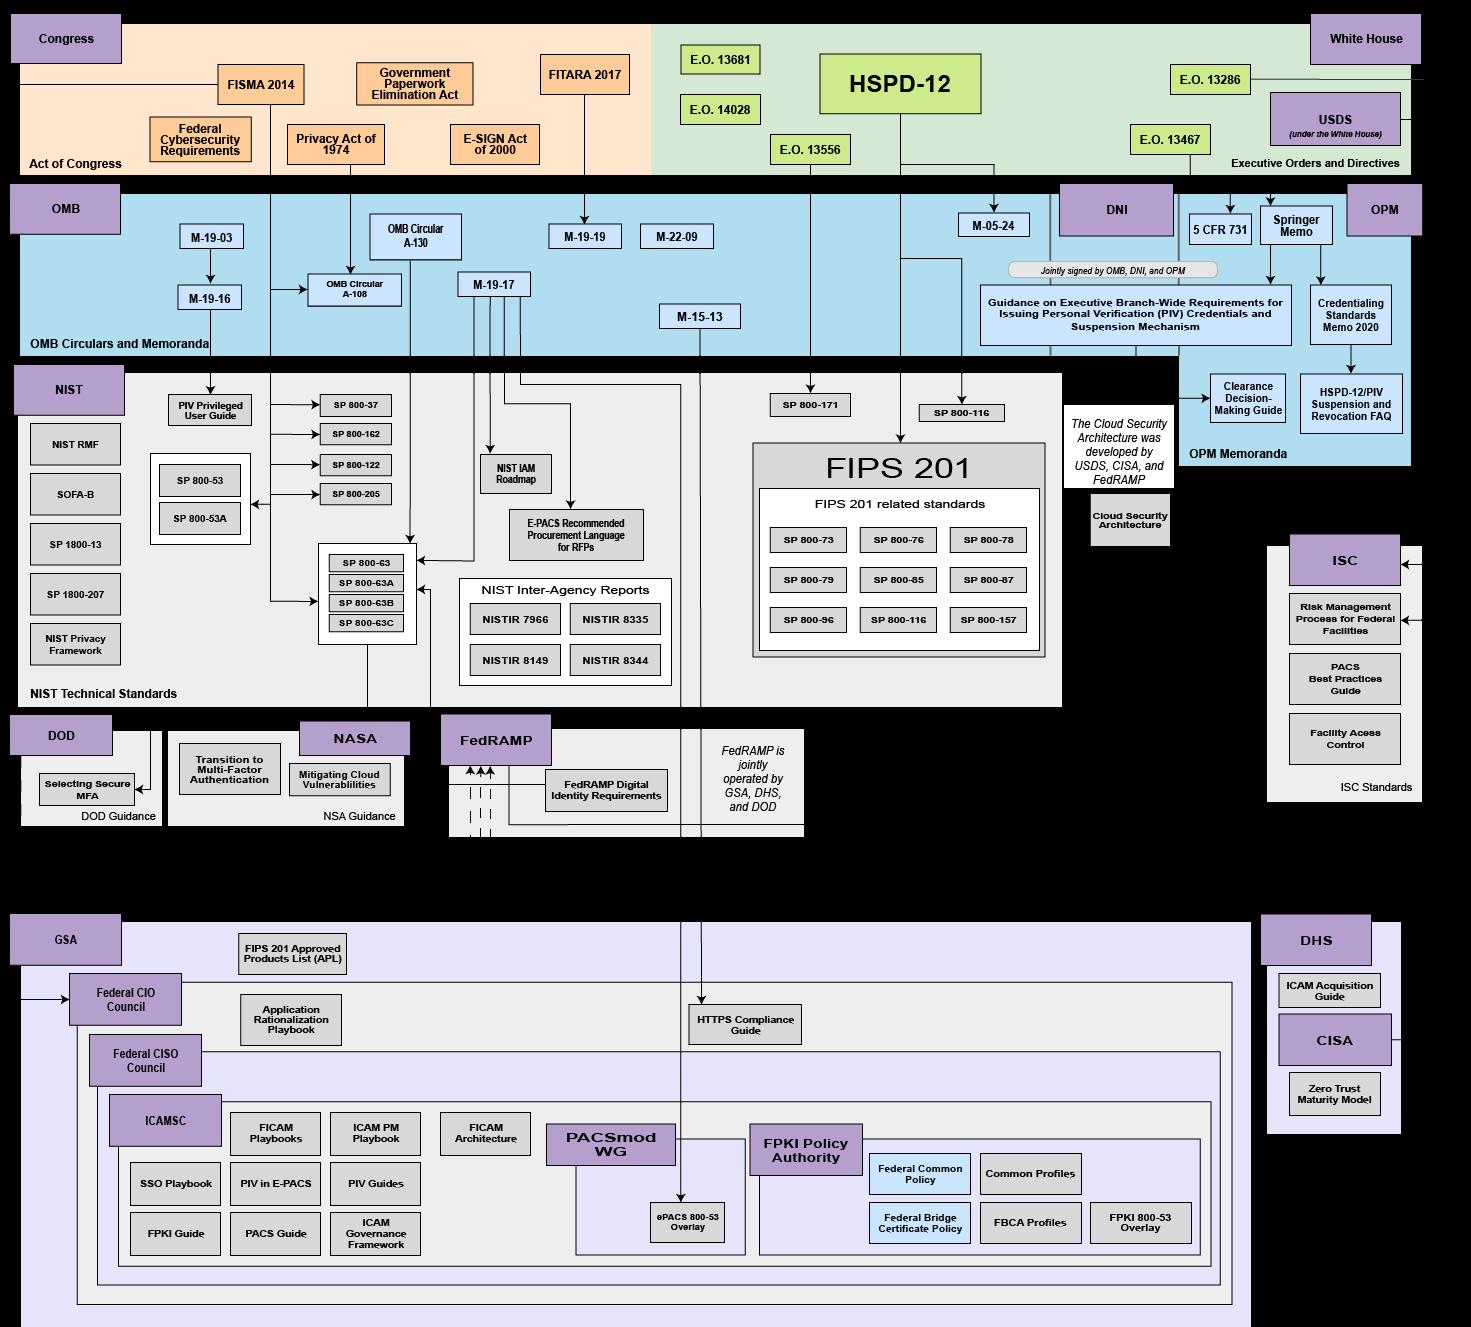 Congress
White House
FISMA 2014
Government
Paperwork
Elimination Act
FITARA 2017
Federal
Cybersecurity
Requirements
Privacy Act of
1974
E-SIGN Act
of 2000
Act of Congress
E.O. 13681
E.O. 14028
HSPD-12
E.O. 13556
E.O. 13286
USDS
(under the White House)
E.O. 13467
Executive Orders and Directives
OMB
DNI
OPM
M-19-03
M-19-16
OMB Circular
A-130
OMB Circular
A-108
M-19-17
M-19-19
M-22-09
M-15-13
M-05-24
5 CFR 731
Springer
Memo
Jointly signed by OMB, DNI, and OPM
Guidance on Executive Branch-Wide Requirements for
Issuing Personal Verification (PIV) Credentials and
Suspension Mechanism
Credentialing
Standards
Memo 2020
OMB Circulars and Memoranda
Clearance
Decision-
Making Guide
HSPD-12/PIV
Suspension and
Revocation FAQ
OPM Memoranda
NIST
NIST RMF
SOFA-B
SP 1800-13
SP 1800-207
NIST Privacy
Framework
PIV Privileged
User Guide
SP 800-53
SP 800-53A
SP 800-37
SP 800-162
SP 800-122
SP 800-205
SP 800-63
SP 800-63A
SP 800-63B
SP 800-63C
NIST IAM
Roadmap
E-PACS Recommended
Procurement Language
for RFPs
NIST Inter-Agency Reports
NISTIR 7966
NISTIR 8335
NISTIR 8149
NISTIR 8344
SP 800-171
SP 800-116
FIPS 201
FIPS 201 related standards
SP 800-73
SP 800-76
SP 800-78
SP 800-79
SP 800-85
SP 800-87
SP 800-96
SP 800-116
SP 800-157
NIST Technical Standards
The Cloud Security
Architecture was
developed by
USDS, CISA, and
FedRAMP
Cloud Security
Architecture
ISC
Risk Management
Process for Federal
Facilities
PACS
Best Practices
Guide
Facility Acess
Control
ISC Standards
DOD
Selecting Secure
MFA
DOD Guidance
NASA
Transition to
Multi-Factor
Authentication
Mitigating Cloud
Vulnerablilities
NSA Guidance
FedRAMP
FedRAMP Digital
Identity Requirements
FedRAMP is
jointly
operated by
GSA, DHS,
and DOD
GSA
FIPS 201 Approved
Products List (APL)
Federal CIO
Council
Application
Rationalization
Playbook
HTTPS Compliance
Guide
Federal CISO
Council
ICAMSC
FICAM
Playbooks
ICAM PM
Playbook
FICAM
Architecture
SSO Playbook
PIV in E-PACS
PIV Guides
FPKI Guide
PACS Guide
ICAM
Governance
Framework
PACSmod
WG
ePACS 800-53
Overlay
FPKI Policy
Authority
Federal Common
Policy
Common Profiles
Federal Bridge
Certificate Policy
FBCA Profiles
FPKI 800-53
Overlay
DHS
ICAM Acquisition
Guide
CISA
Zero Trust
Maturity Model